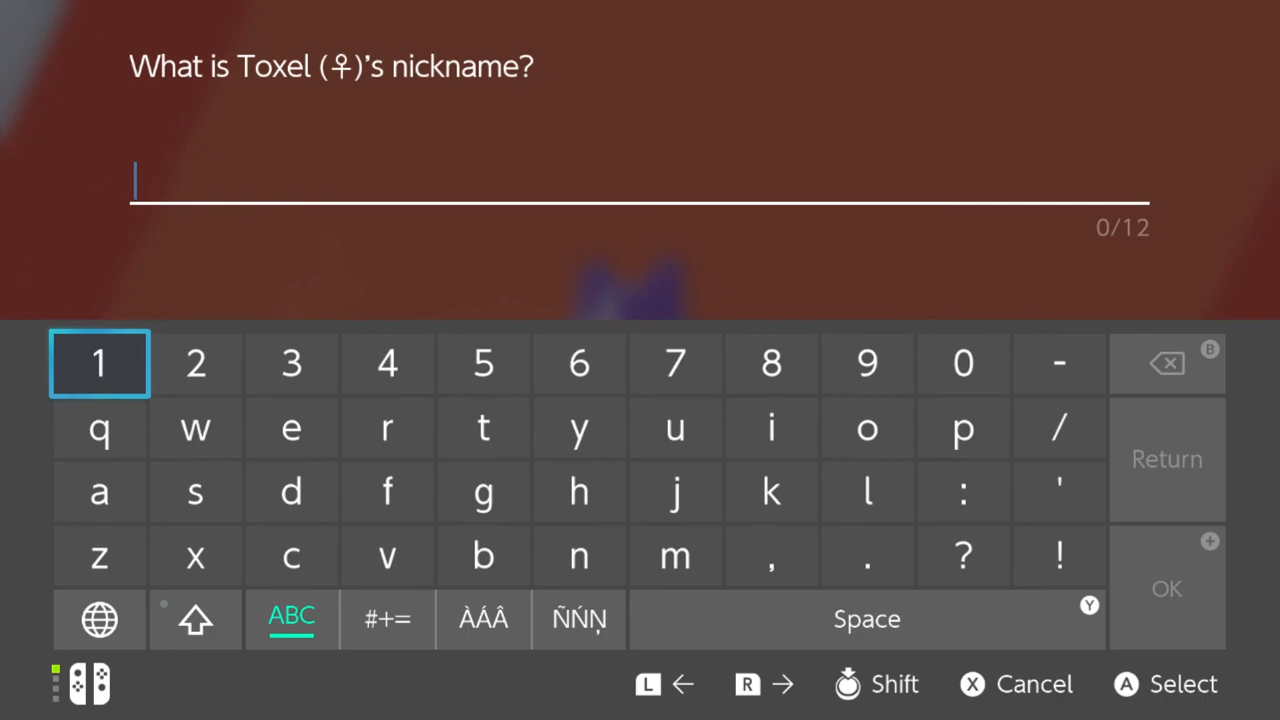 What is Toxel (♀)'s nickname?
0/12
1 2 3 4 5 6 7 8 9 0 - B
q w e r t y u i o p /
Return
a s d f g h j k l : '
z x c v b n m , . ? ! +
OK
ABC #+= ÀÁÂ ÑŃŅ Space Y
L ← R → Shift X Cancel A Select